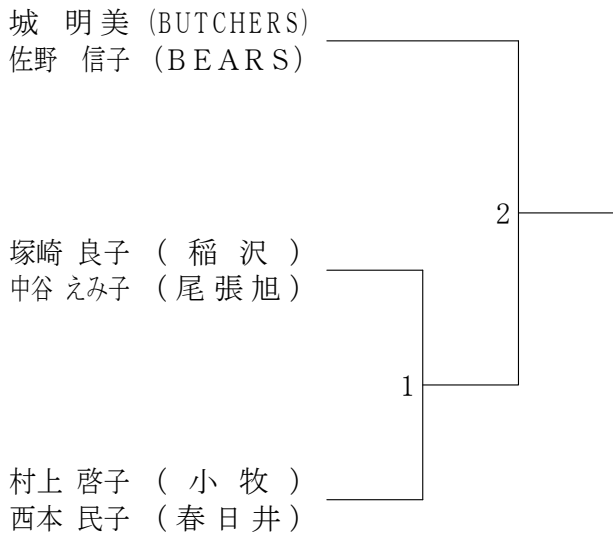 城 明美 (BUTCHERS)
佐野 信子 (BEARS)
2
塚崎 良子 (稲沢)
中谷 えみ子 (尾張旭)
1
村上 啓子 (小牧)
西本 民子 (春日井)